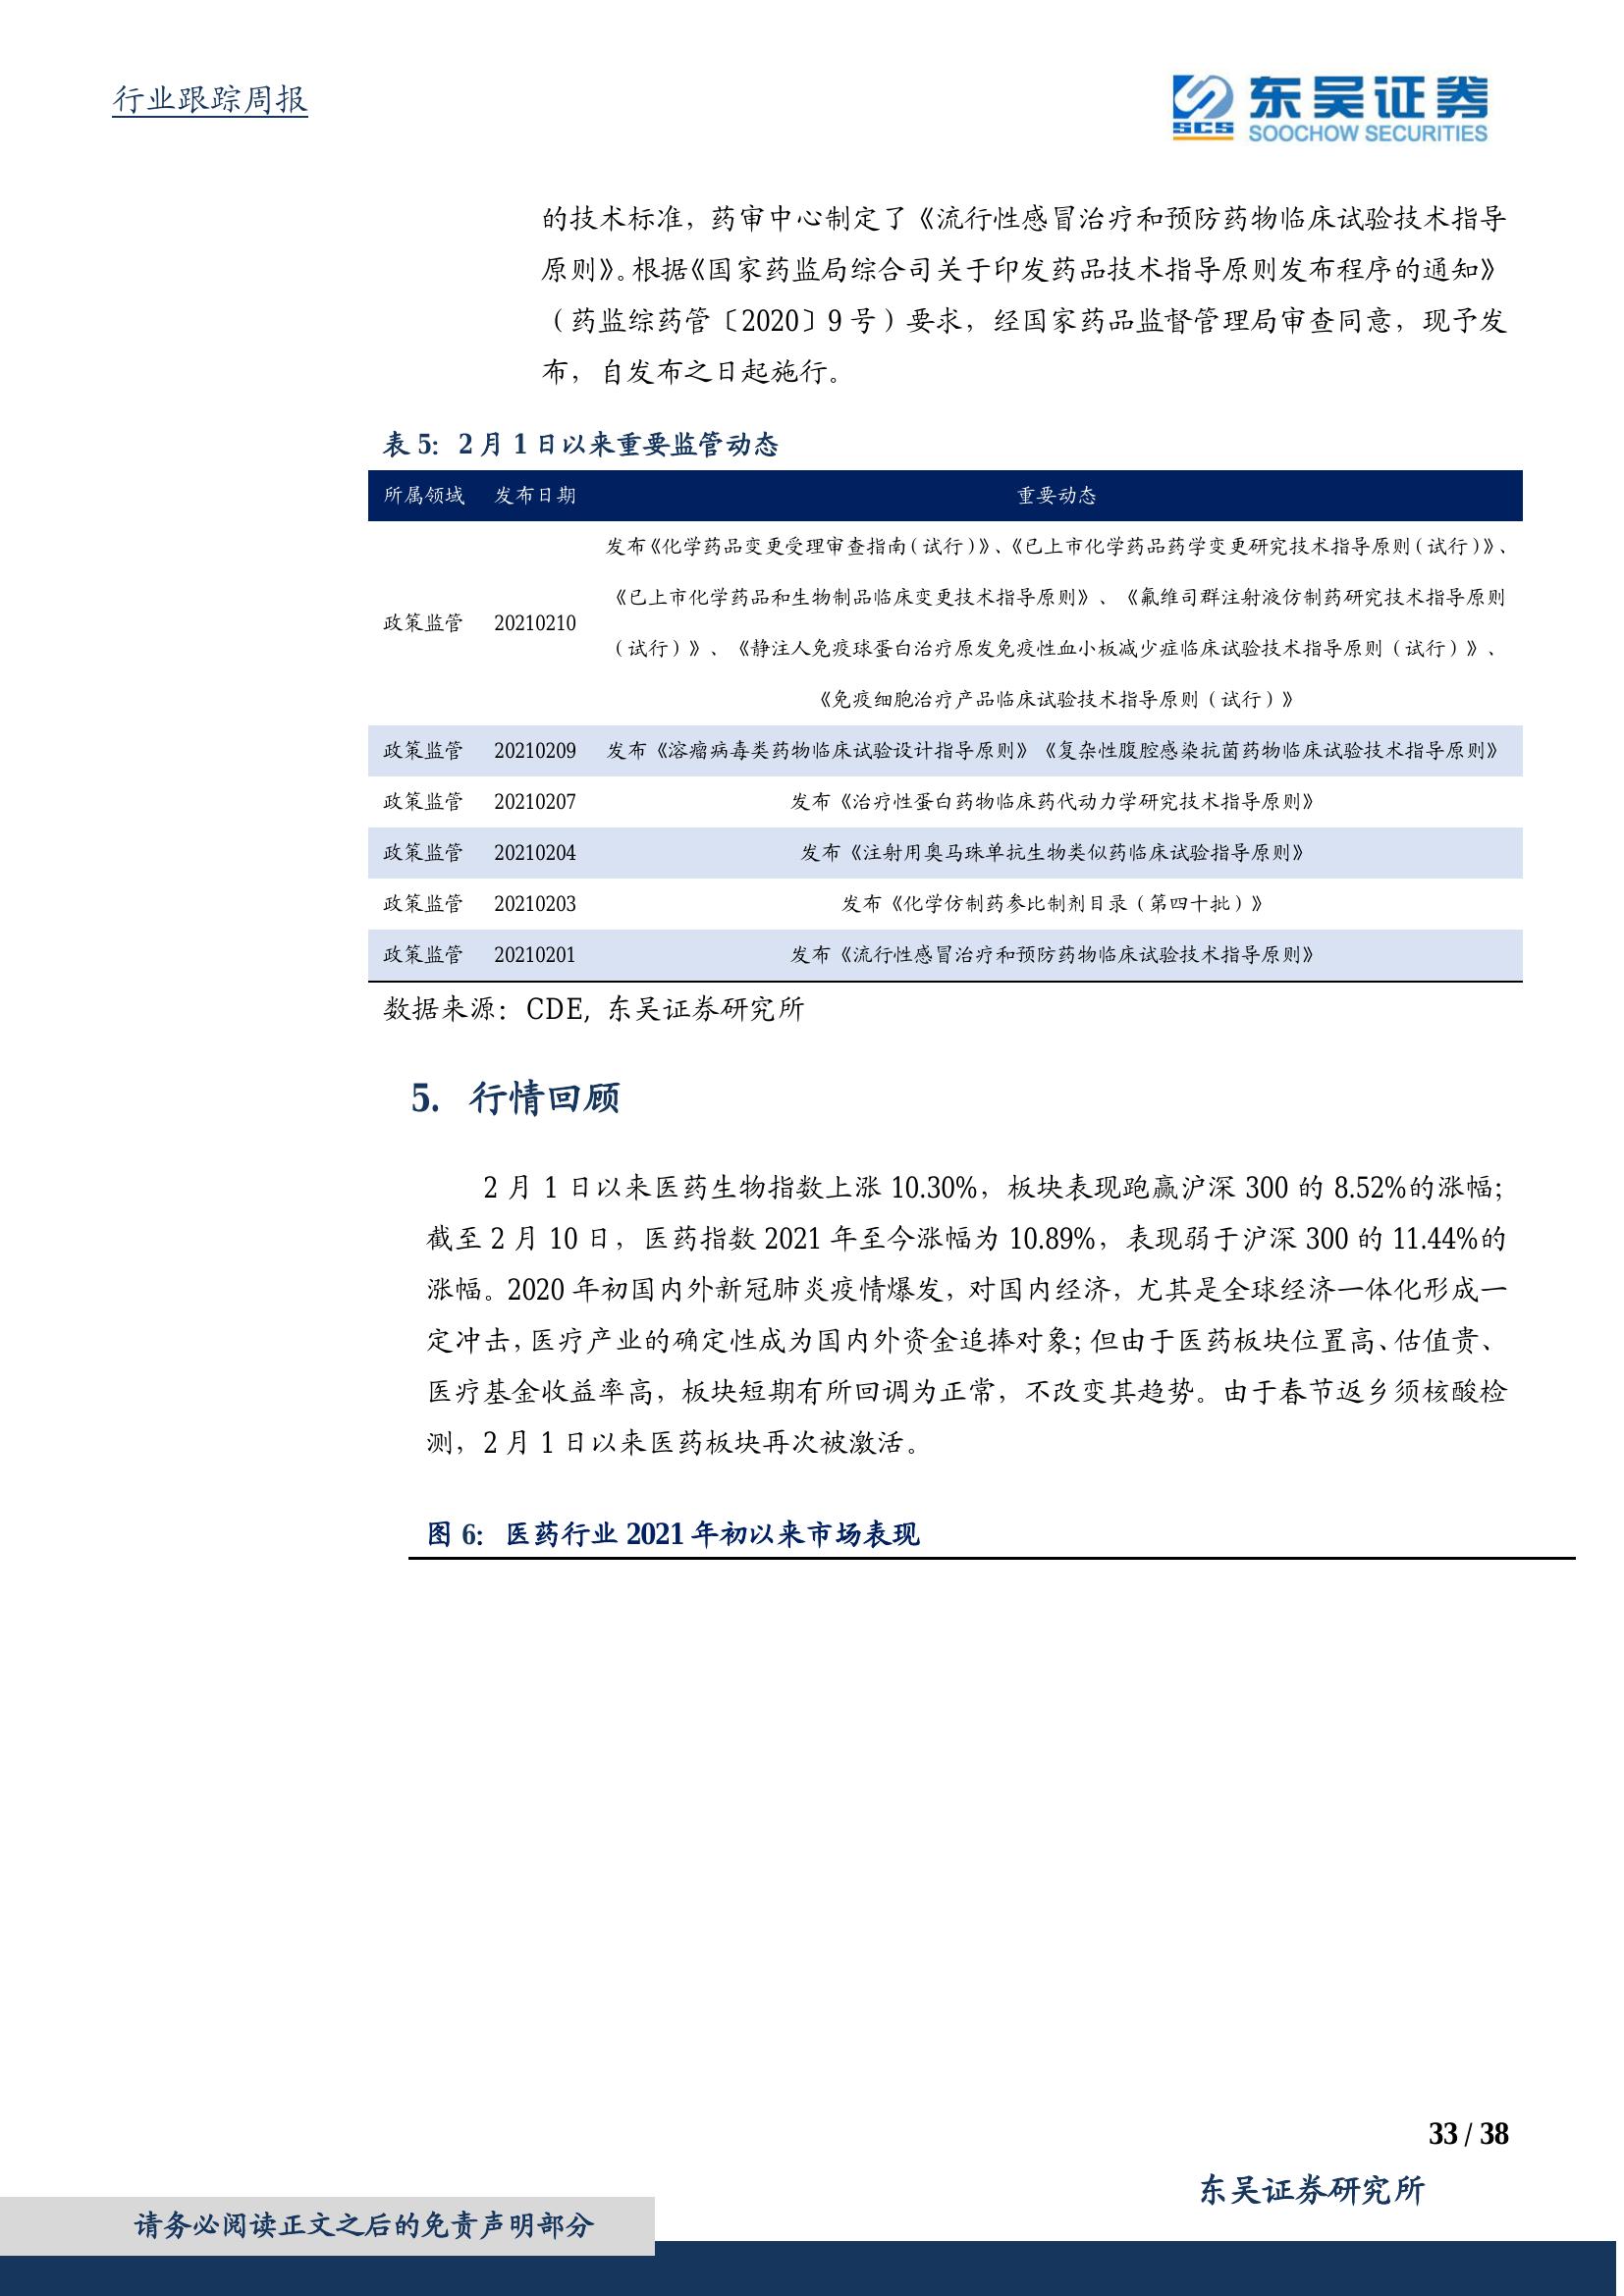 行业跟踪周报
SCS
东吴证券
SOOCHOW SECURITIES
的技术标准，药审中心制定了《流行性感冒治疗和预防药物临床试验技术指导
原则》。根据《国家药监局综合司关于印发药品技术指导原则发布程序的通知》
（药监综药管〔2020〕9 号）要求，经国家药品监督管理局审查同意，现予发
布，自发布之日起施行。
表 5：2 月 1 日以来重要监管动态
所属领域 发布日期 重要动态
发布《化学药品变更受理审查指南（试行）》、《已上市化学药品药学变更研究技术指导原则（试行）》、
《已上市化学药品和生物制品临床变更技术指导原则》、《氟维司群注射液仿制药研究技术指导原则
政策监管 20210210
（试行）》、《静注人免疫球蛋白治疗原发免疫性血小板减少症临床试验技术指导原则（试行）》、
《免疫细胞治疗产品临床试验技术指导原则（试行）》
政策监管 20210209 发布《溶瘤病毒类药物临床试验设计指导原则》《复杂性腹腔感染抗菌药物临床试验技术指导原则》
政策监管 20210207 发布《治疗性蛋白药物临床药代动力学研究技术指导原则》
政策监管 20210204 发布《注射用奥马珠单抗生物类似药临床试验指导原则》
政策监管 20210203 发布《化学仿制药参比制剂目录（第四十批）》
政策监管 20210201 发布《流行性感冒治疗和预防药物临床试验技术指导原则》
数据来源：CDE, 东吴证券研究所
5. 行情回顾
2 月 1 日以来医药生物指数上涨 10.30%，板块表现跑赢沪深 300 的 8.52%的涨幅；
截至 2 月 10 日，医药指数 2021 年至今涨幅为 10.89%，表现弱于沪深 300 的 11.44%的
涨幅。2020 年初国内外新冠肺炎疫情爆发，对国内经济，尤其是全球经济一体化形成一
定冲击，医疗产业的确定性成为国内外资金追捧对象；但由于医药板块位置高、估值贵、
医疗基金收益率高，板块短期有所回调为正常，不改变其趋势。由于春节返乡须核酸检
测，2 月 1 日以来医药板块再次被激活。
图 6：医药行业 2021 年初以来市场表现
33 / 38
东吴证券研究所
请务必阅读正文之后的免责声明部分